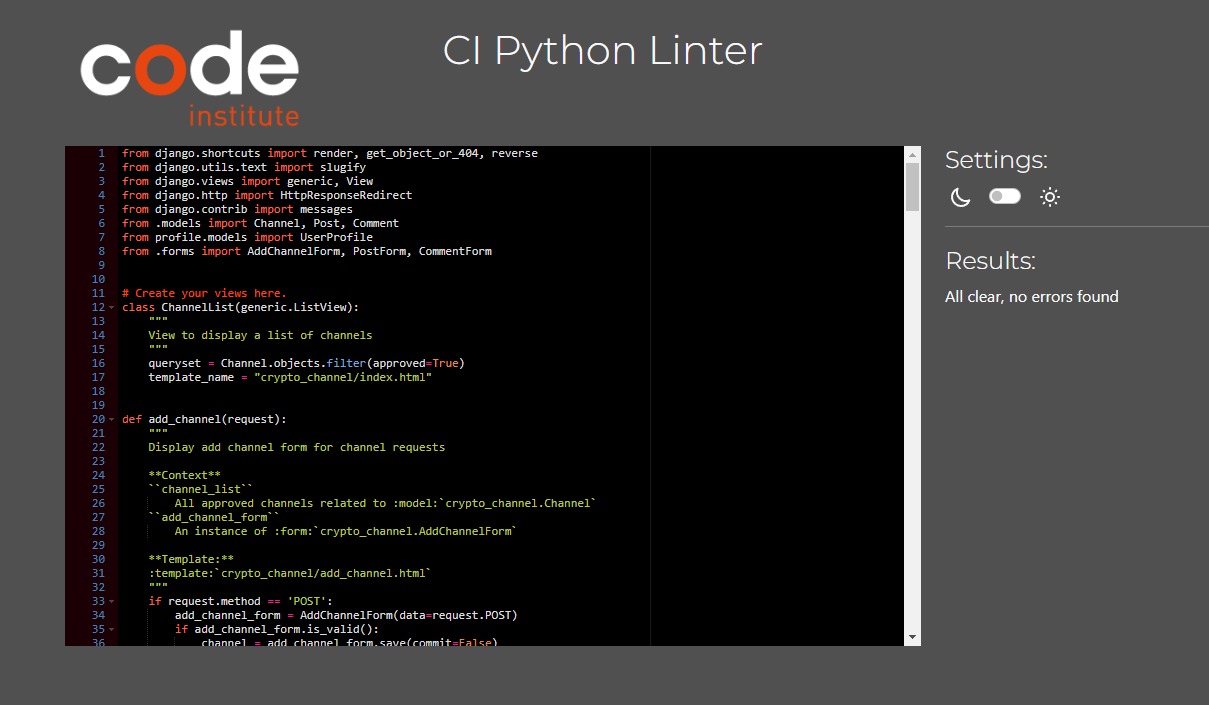 code
institute
CI Python Linter
1 from django.shortcuts import render, get_object_or_404, reverse
2 from django.utils.text import slugify
3 from django.views import generic, View
4 from django.http import HttpResponseRedirect
5 from django.contrib import messages
6 from .models import Channel, Post, Comment
7 from profile.models import UserProfile
8 from .forms import AddChannelForm, PostForm, CommentForm
9
10
11 # Create your views here.
12 class ChannelList(generic.ListView):
13     """
14     View to display a list of channels
15     """
16     queryset = Channel.objects.filter(approved=True)
17     template_name = "crypto_channel/index.html"
18
19
20 def add_channel(request):
21     """
22     Display add channel form for channel requests
23
24     **Context**
25     ``channel_list``
26         All approved channels related to :model:`crypto_channel.Channel`
27     ``add_channel_form``
28         An instance of :form:`crypto_channel.AddChannelForm`
29
30     **Template:**
31     :template:`crypto_channel/add_channel.html`
32     """
33     if request.method == 'POST':
34         add_channel_form = AddChannelForm(data=request.POST)
35         if add_channel_form.is_valid():
36             channel = add_channel_form.save(commit=False)
Settings:
Results:
All clear, no errors found